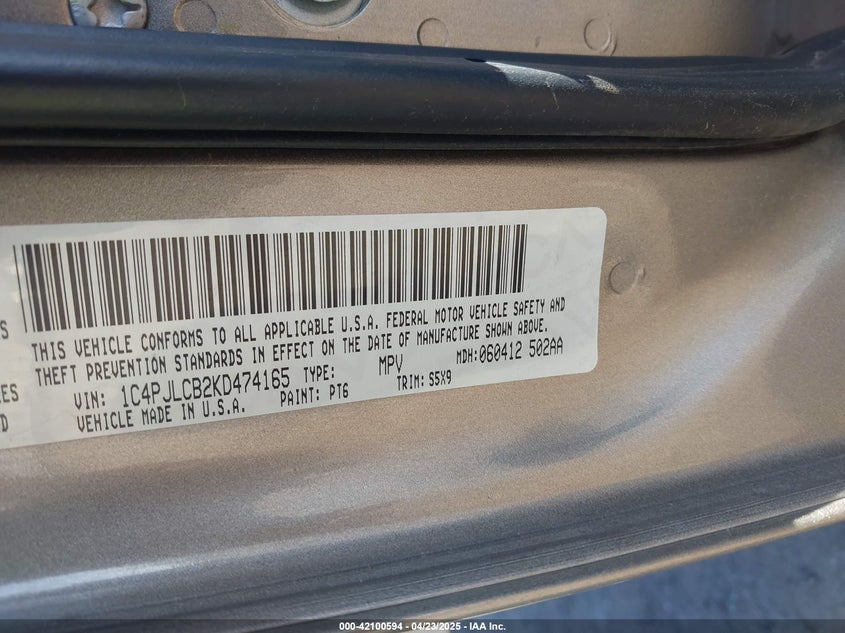 S
THIS VEHICLE CONFORMS TO ALL APPLICABLE U.S.A. FEDERAL MOTOR VEHICLE SAFETY AND
THEFT PREVENTION STANDARDS IN EFFECT ON THE DATE OF MANUFACTURE SHOWN ABOVE.
LES VIN: 1C4PJLCB2KD474165 TYPE: MPV MDH:060412 502AA
D VEHICLE MADE IN U.S.A. PAINT: PT6 TRIM: S5X9
000-42100594 - 04/23/2025 - IAA Inc.